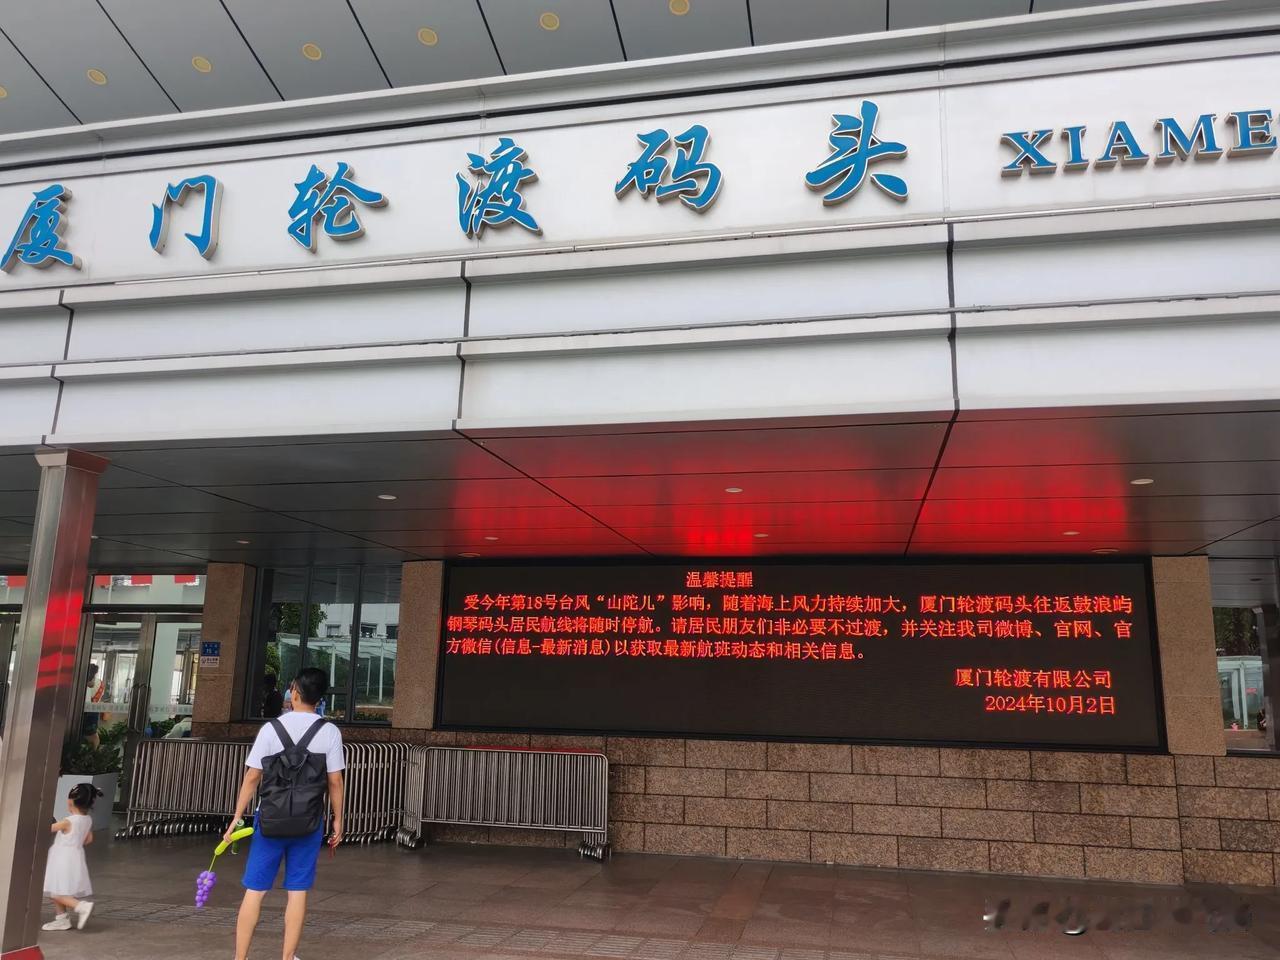 厦门轮渡码头 XIAME
温馨提醒
受今年第18号台风“山陀儿”影响，随着海上风力持续加大，厦门轮渡码头往返鼓浪屿
钢琴码头居民航线将随时停航。请居民朋友们非必要不过渡，并关注我司微博、官网、官
方微信(信息-最新消息)以获取最新航班动态和相关信息。
厦门轮渡有限公司
2024年10月2日